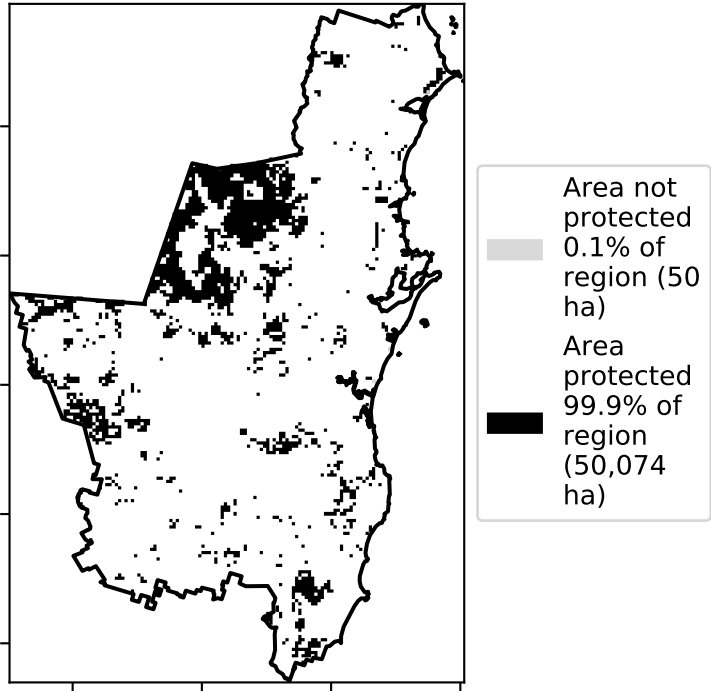 Area not
protected
0.1% of
region (50
ha)
Area
protected
99.9% of
region
(50,074
ha)